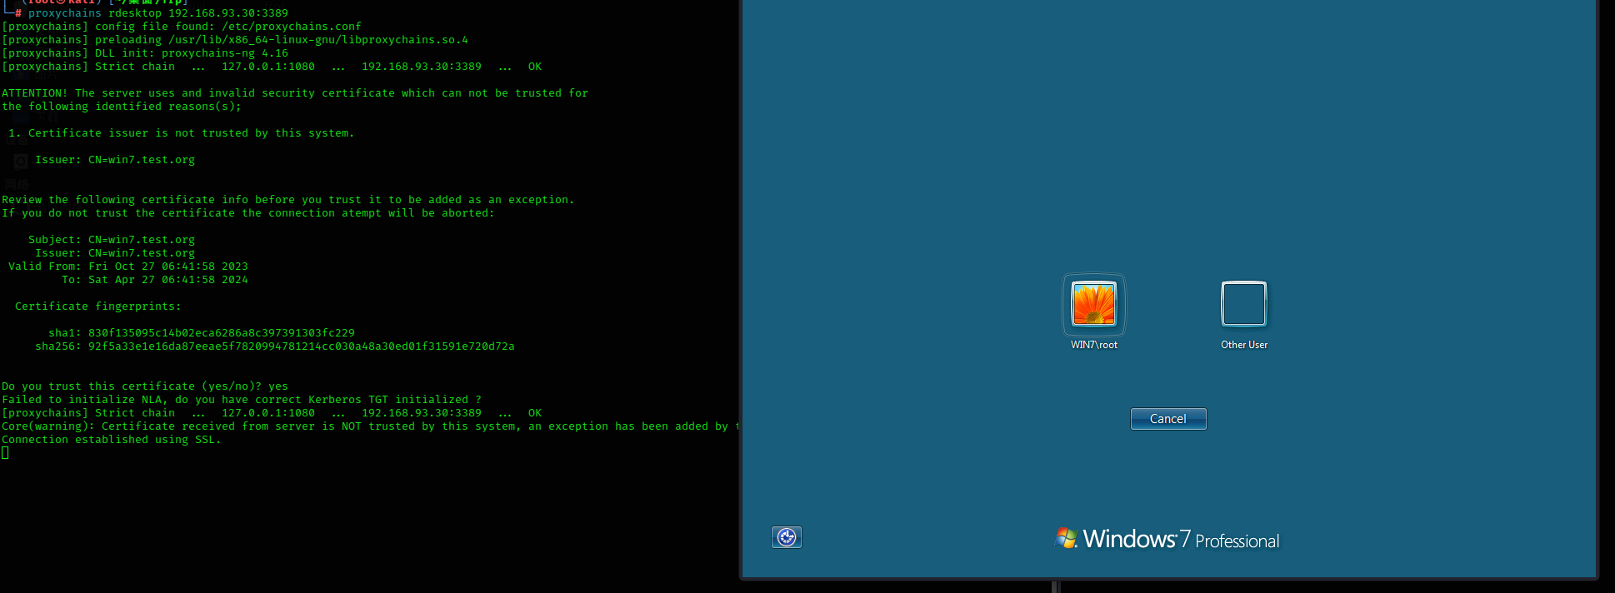 (root㉿kali) [~/桌面/frp]
# proxychains rdesktop 192.168.93.30:3389
[proxychains] config file found: /etc/proxychains.conf
[proxychains] preloading /usr/lib/x86_64-linux-gnu/libproxychains.so.4
[proxychains] DLL init: proxychains-ng 4.16
[proxychains] Strict chain ... 127.0.0.1:1080 ... 192.168.93.30:3389 ... OK
ATTENTION! The server uses and invalid security certificate which can not be trusted for
the following identified reasons(s);
1. Certificate issuer is not trusted by this system.
Issuer: CN=win7.test.org
Review the following certificate info before you trust it to be added as an exception.
If you do not trust the certificate the connection atempt will be aborted:
Subject: CN=win7.test.org
Issuer: CN=win7.test.org
Valid From: Fri Oct 27 06:41:58 2023
To: Sat Apr 27 06:41:58 2024
Certificate fingerprints:
sha1: 830f135095c14b02eca6286a8c397391303fc229
sha256: 92f5a33e1e16da87eeae5f7820994781214cc030a48a30ed01f31591e720d72a
Do you trust this certificate (yes/no)? yes
Failed to initialize NLA, do you have correct Kerberos TGT initialized ?
[proxychains] Strict chain ... 127.0.0.1:1080 ... 192.168.93.30:3389 ... OK
Core(warning): Certificate received from server is NOT trusted by this system, an exception has been added by
Connection established using SSL.
WIN7\root
Other User
Cancel
Windows 7 Professional